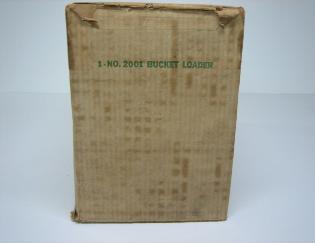 1-NO. 2001 BUCKET LOADER